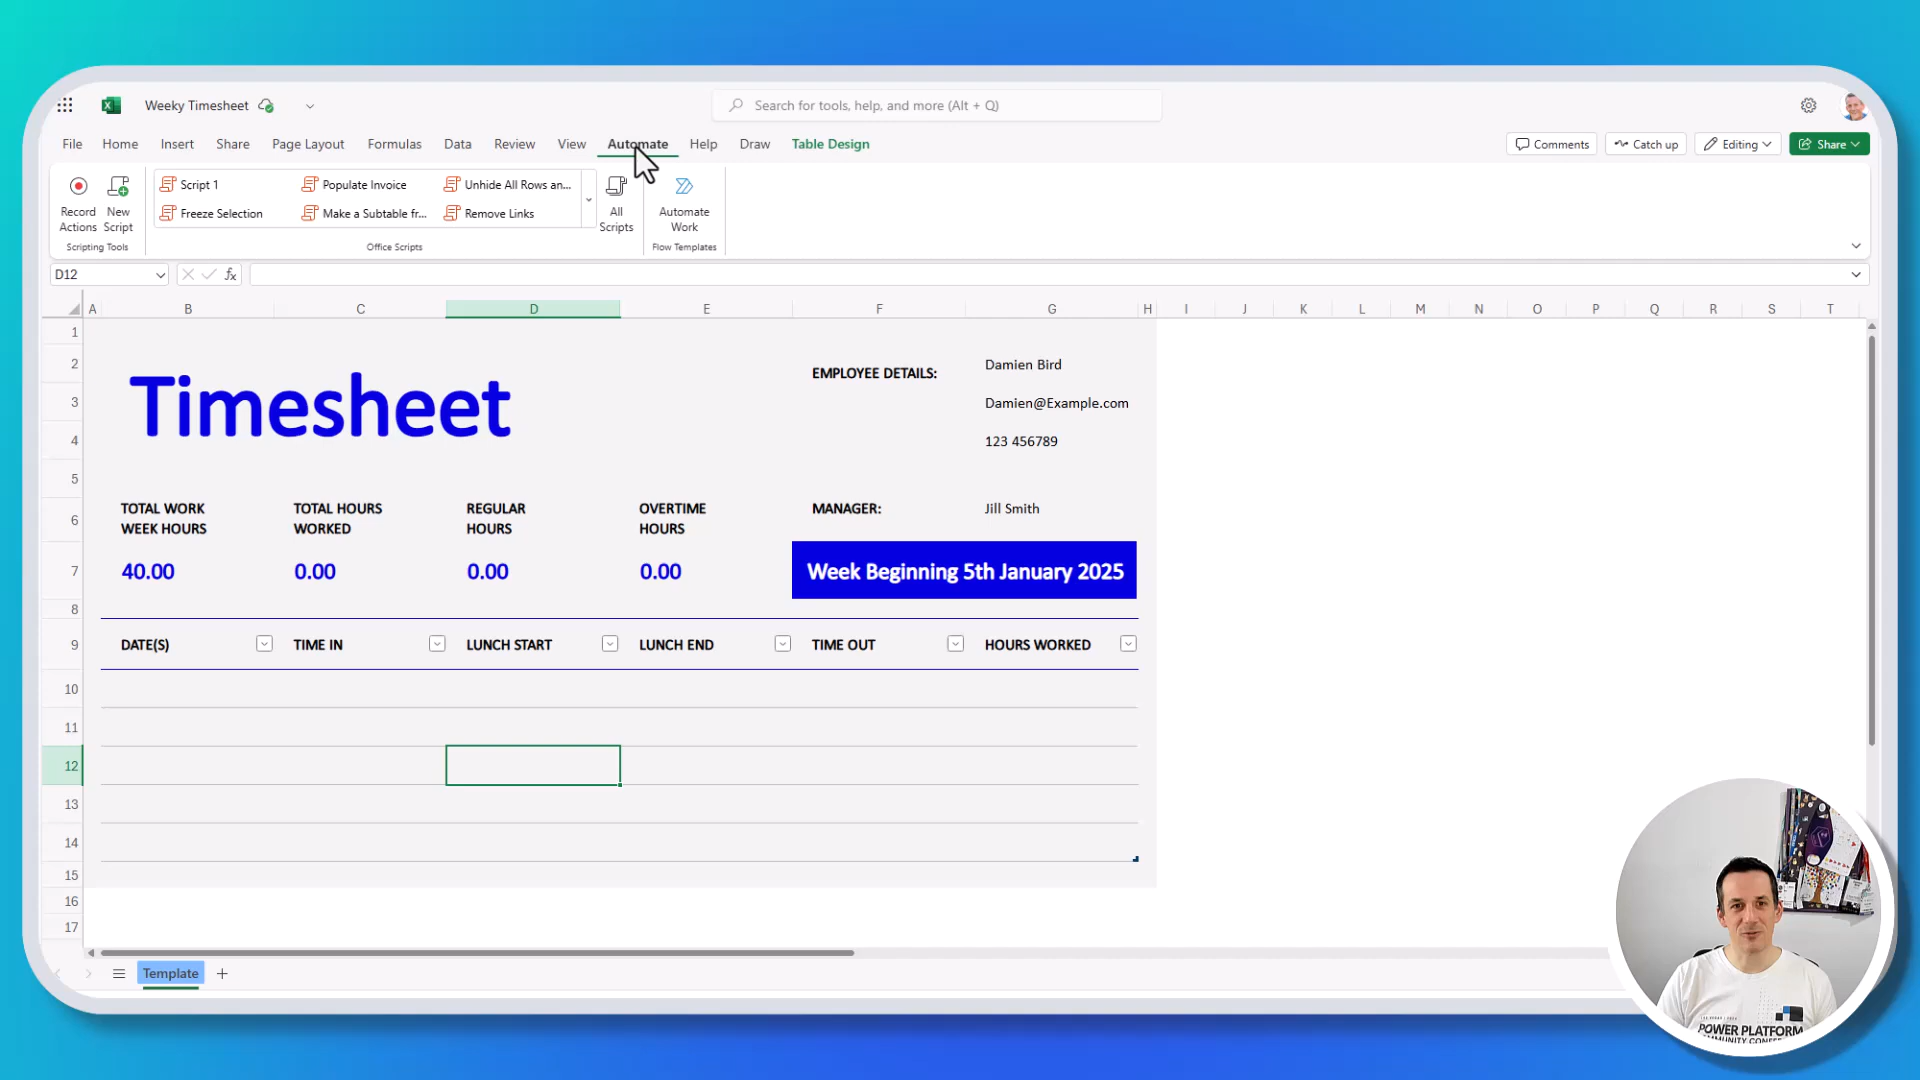 Weeky Timesheet
Search for tools, help, and more (Alt + Q)
File Home Insert Share Page Layout Formulas Data Review View Automate Help Draw Table Design
Comments Catch up Editing Share
Record Actions
New Script
Script 1
Populate Invoice
Unhide All Rows an...
Freeze Selection
Make a Subtable fr...
Remove Links
All Scripts
Automate Work
Scripting Tools
Office Scripts
Flow Templates
D12
fx
A B C D E F G H I J K L M N O P Q R S T
1
2
3
4
5
6
7
8
9
10
11
12
13
14
15
16
17
Timesheet
EMPLOYEE DETAILS:
Damien Bird
Damien@Example.com
123 456789
TOTAL WORK WEEK HOURS
TOTAL HOURS WORKED
REGULAR HOURS
OVERTIME HOURS
MANAGER:
Jill Smith
40.00 0.00 0.00 0.00
Week Beginning 5th January 2025
DATE(S) TIME IN LUNCH START LUNCH END TIME OUT HOURS WORKED
Template
POWER PLATFORM